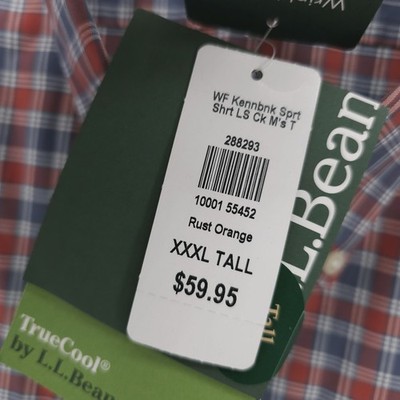 WF Kennbnk Sprt
Shrt LS Ck M's T
288293
10001 55452
Rust Orange
XXXL TALL
$59.95
L.L.Bean
Tall
TrueCool®
by L.L.Bean